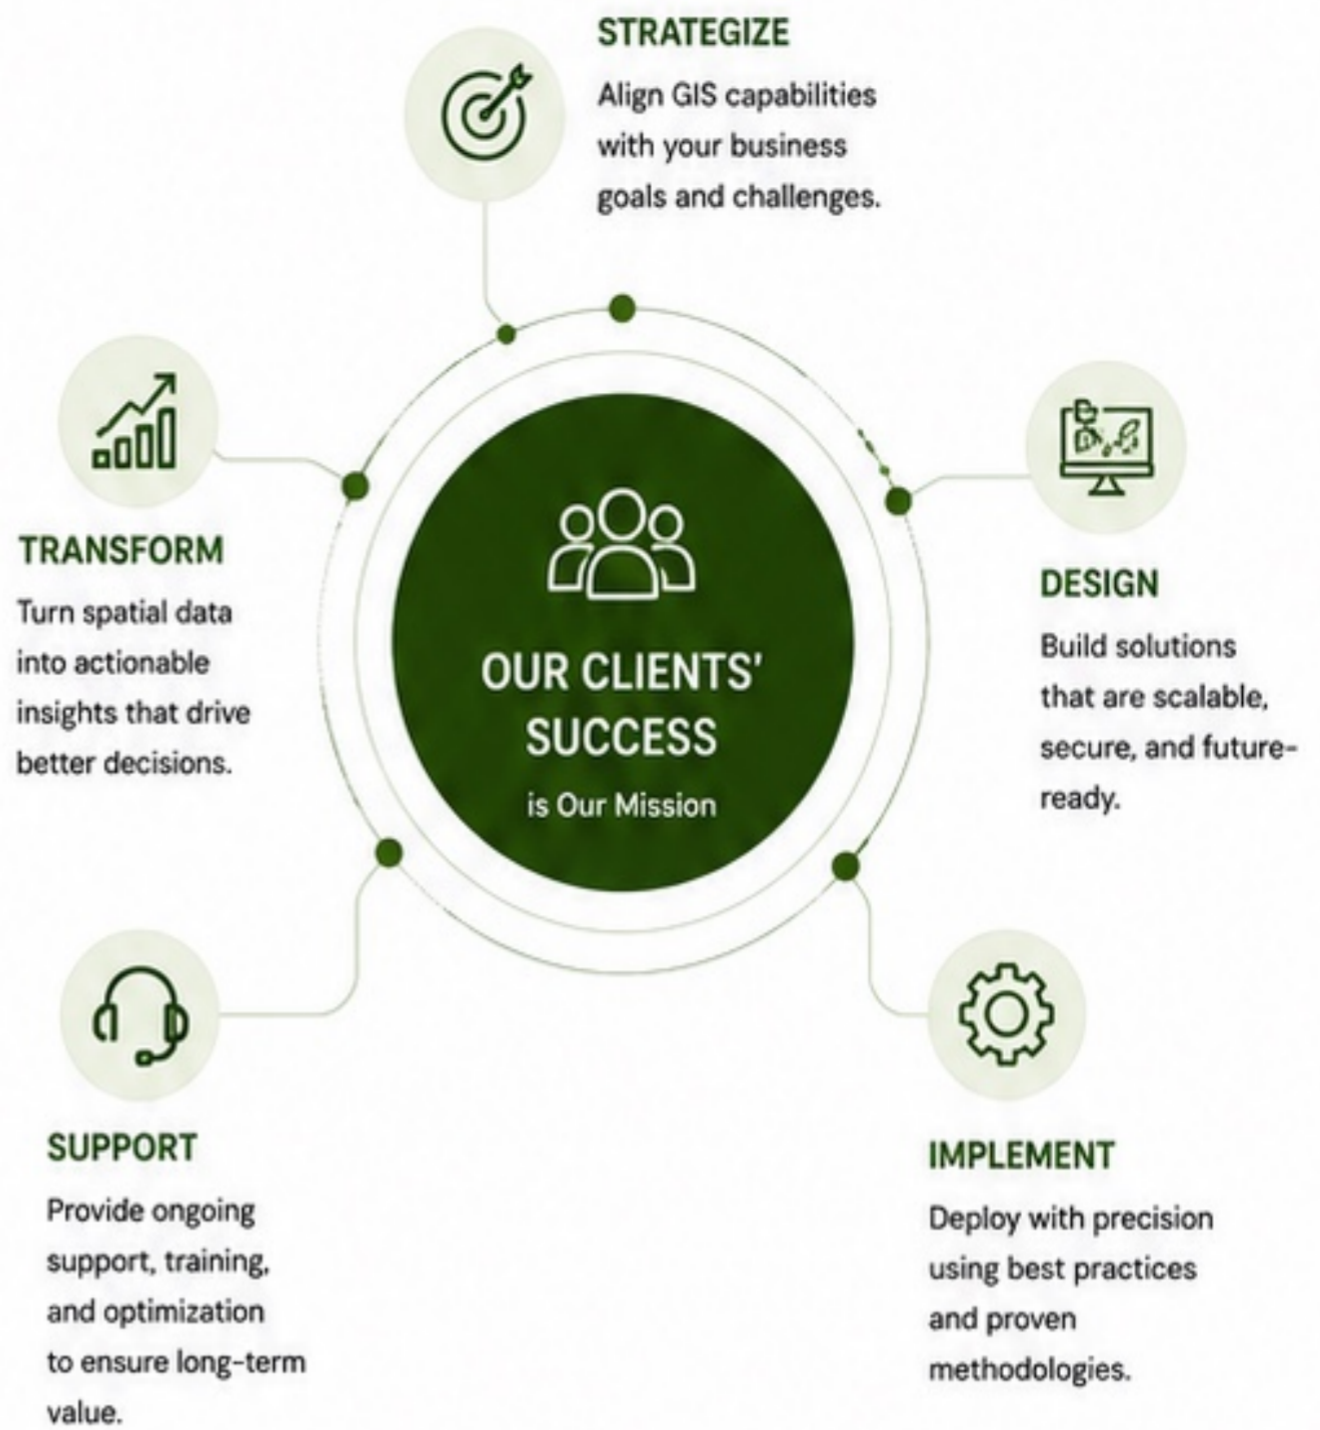 STRATEGIZE
Align GIS capabilities
with your business
goals and challenges.
TRANSFORM
Turn spatial data
into actionable
insights that drive
better decisions.
OUR CLIENTS'
SUCCESS
is Our Mission
DESIGN
Build solutions
that are scalable,
secure, and future-
ready.
SUPPORT
Provide ongoing
support, training,
and optimization
to ensure long-term
value.
IMPLEMENT
Deploy with precision
using best practices
and proven
methodologies.